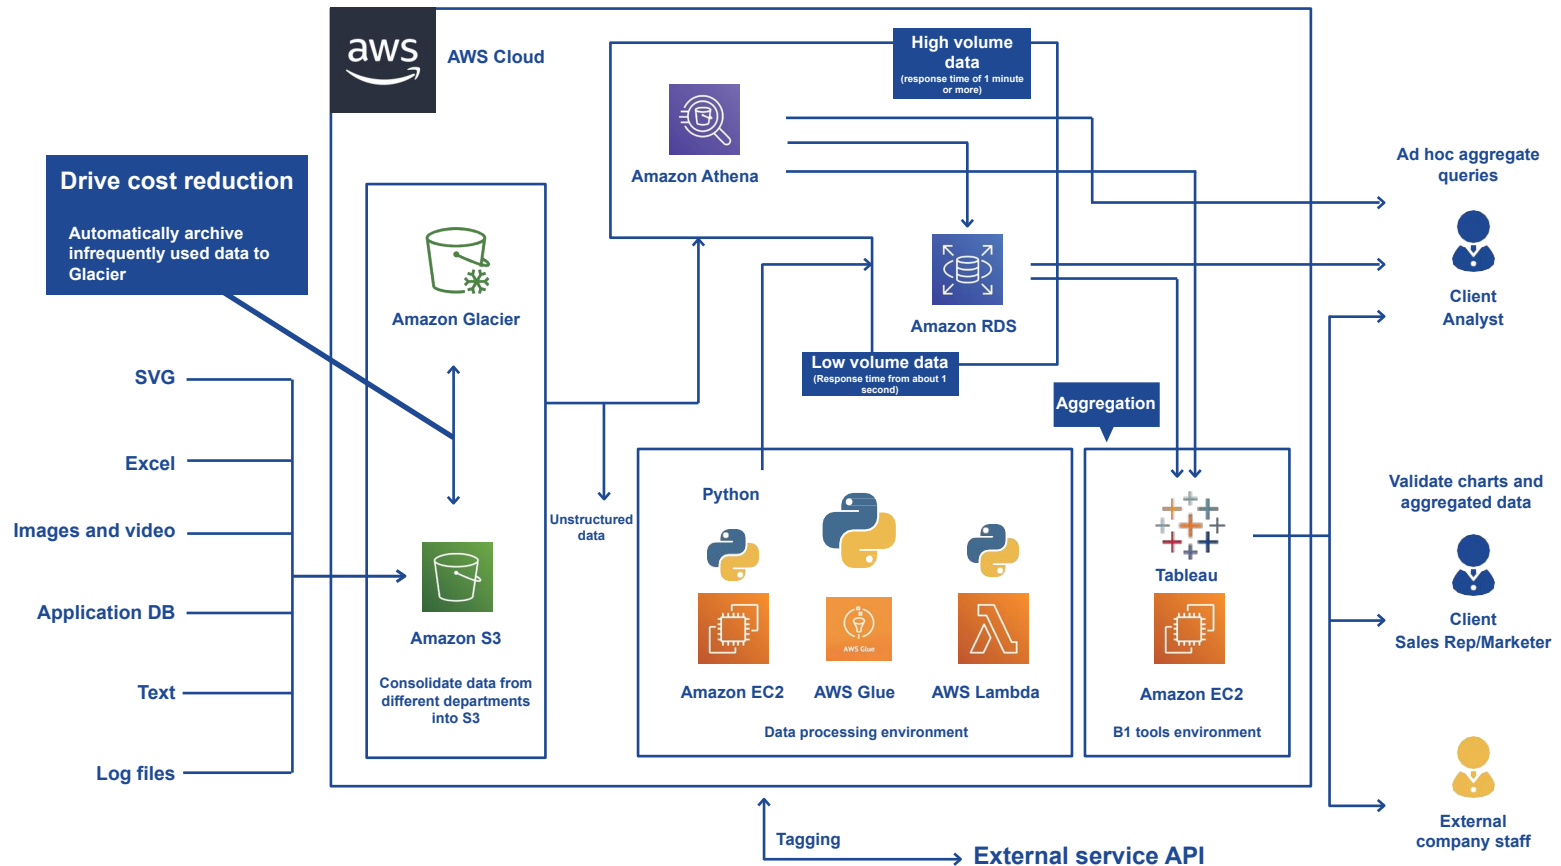 aws
AWS Cloud
High volume
data
(response time of 1 minute
or more)
Amazon Athena
Ad hoc aggregate
queries
Drive cost reduction
Automatically archive
infrequently used data to
Glacier
Amazon Glacier
Amazon RDS
Client
Analyst
Low volume data
(Response time from about 1
second)
Aggregation
SVG
Excel
Images and video
Application DB
Text
Log files
Unstructured
data
Python
Tableau
Validate charts and
aggregated data
Amazon S3
Consolidate data from
different departments
into S3
AWS Glue
Amazon EC2
AWS Glue
AWS Lambda
Data processing environment
Amazon EC2
B1 tools environment
Client
Sales Rep/Marketer
External
company staff
Tagging
External service API